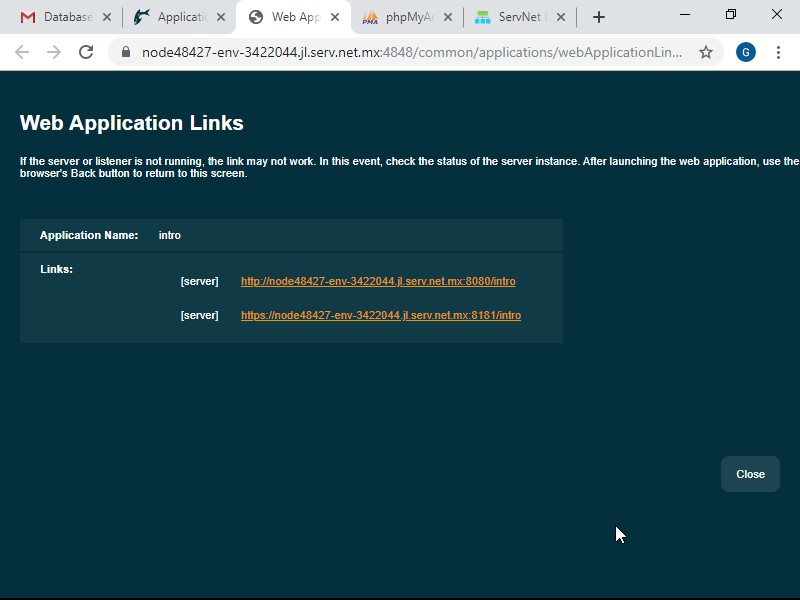 Database
Applicatio
Web App
phpMyA
ServNet
node48427-env-3422044.jl.serv.net.mx:4848/common/applications/webApplicationLin...
G
Web Application Links
If the server or listener is not running, the link may not work. In this event, check the status of the server instance. After launching the web application, use the
browser's Back button to return to this screen.
Application Name: intro
Links:
[server] http://node48427-env-3422044.jl.serv.net.mx:8080/intro
[server] https://node48427-env-3422044.jl.serv.net.mx:8181/intro
Close